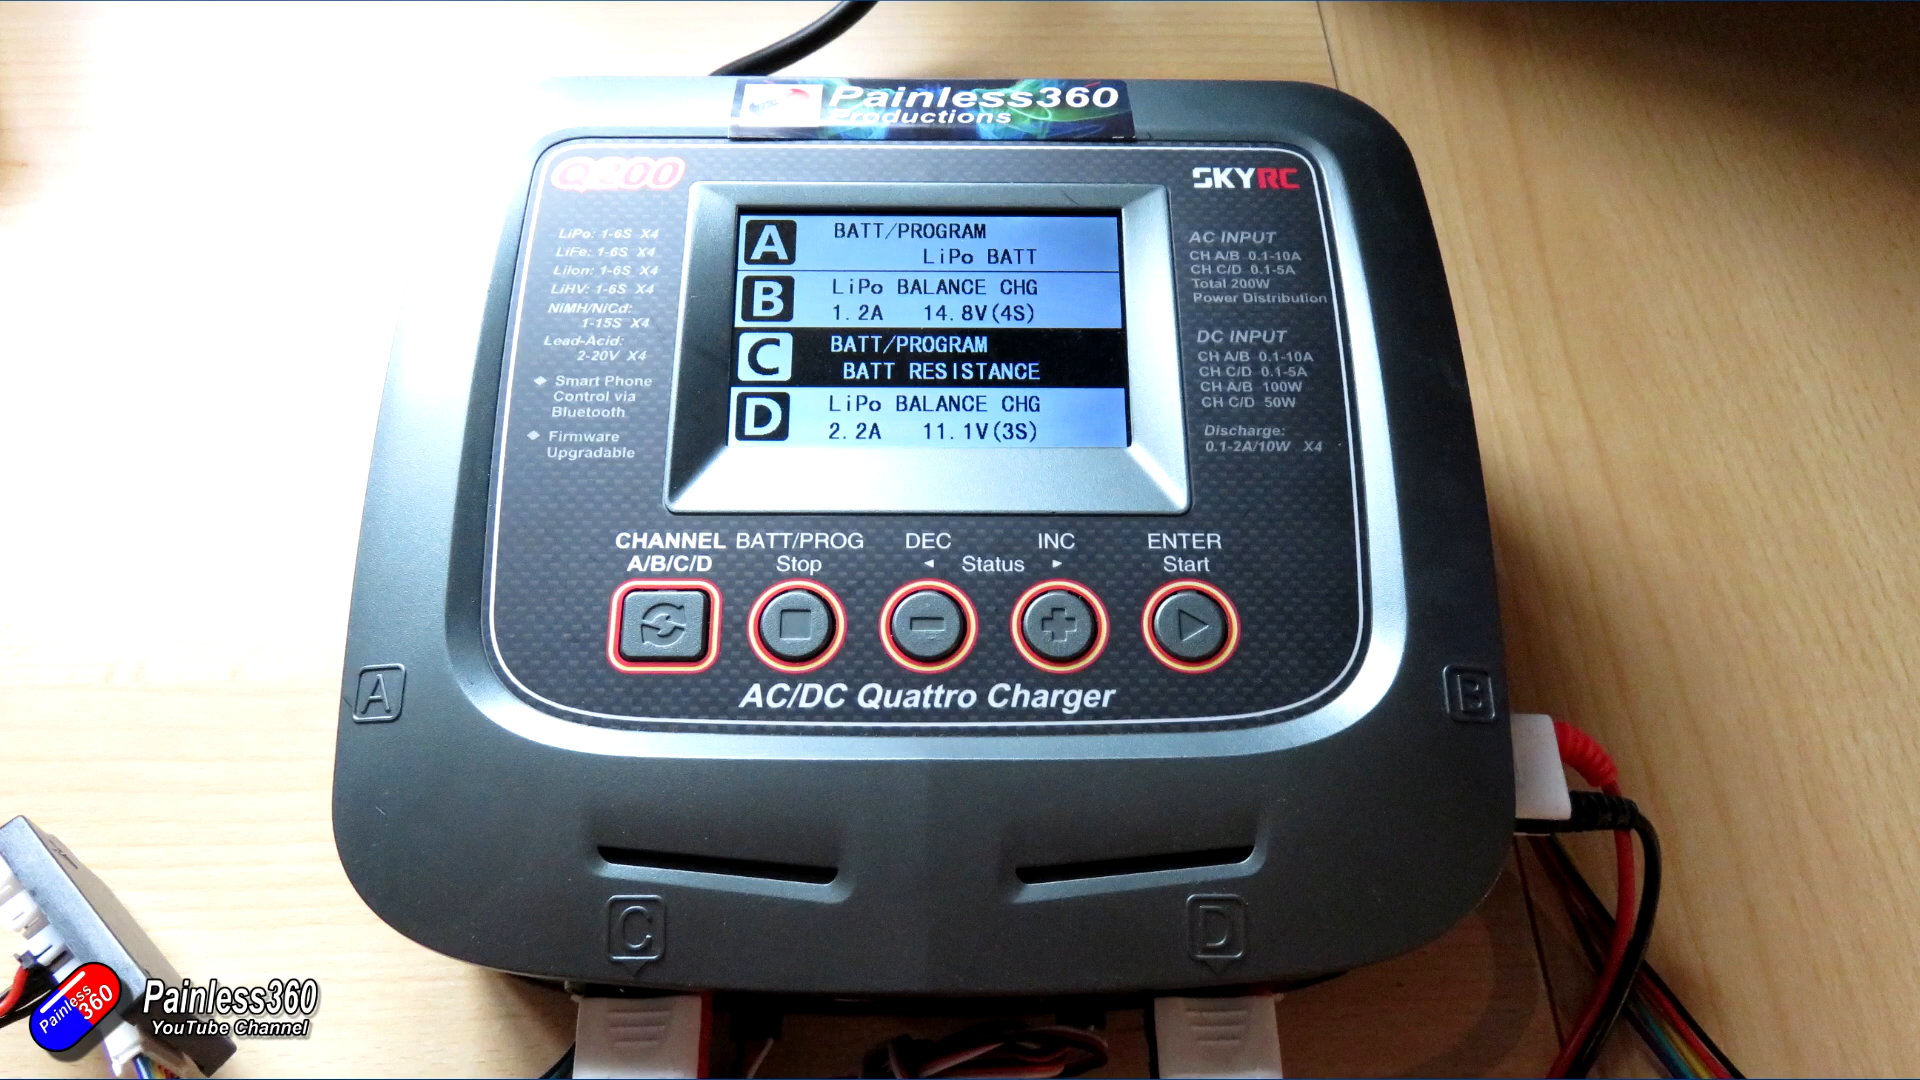 Painless360
Productions
Q200
SKYRC
LiPo: 1-6S X4
LiFe: 1-6S X4
LiIon: 1-6S X4
LiHV: 1-6S X4
NiMH/NiCd:
1-15S X4
Lead-Acid:
2-20V X4
Smart Phone
Control via
Bluetooth
Firmware
Upgradable
A BATT/PROGRAM
LiPo BATT
B LiPo BALANCE CHG
1.2A 14.8V(4S)
C BATT/PROGRAM
BATT RESISTANCE
D LiPo BALANCE CHG
2.2A 11.1V(3S)
AC INPUT
CH A/B 0.1-10A
CH C/D 0.1-5A
Total 200W
Power Distribution
DC INPUT
CH A/B 0.1-10A
CH C/D 0.1-5A
CH A/B 100W
CH C/D 50W
Discharge:
0.1-2A/10W X4
CHANNEL BATT/PROG DEC INC ENTER
A/B/C/D Stop ◄ Status ► Start
AC/DC Quattro Charger
A
B
C
D
Painless
360
Painless360
YouTube Channel